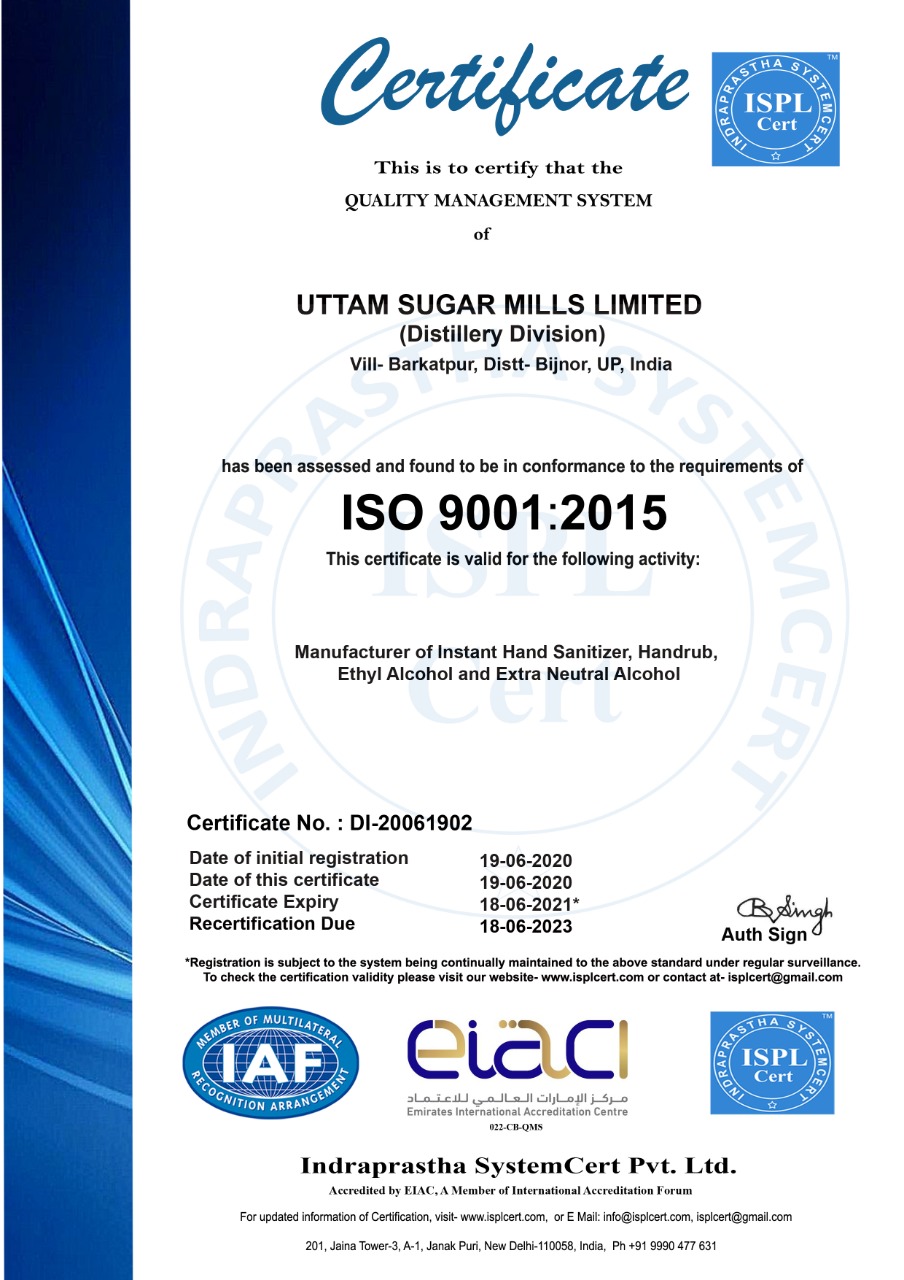 Certificate
INDRAPRASTHA SYSTEMCERT
TM
ISPL
Cert
This is to certify that the
QUALITY MANAGEMENT SYSTEM
of
UTTAM SUGAR MILLS LIMITED
(Distillery Division)
Vill- Barkatpur, Distt- Bijnor, UP, India
INDRAPRASTHA SYSTEMCERT
ISPL
Cert
has been assessed and found to be in conformance to the requirements of
ISO 9001:2015
This certificate is valid for the following activity:
Manufacturer of Instant Hand Sanitizer, Handrub,
Ethyl Alcohol and Extra Neutral Alcohol
Certificate No. : DI-20061902
Date of initial registration 19-06-2020
Date of this certificate 19-06-2020
Certificate Expiry 18-06-2021*
Recertification Due 18-06-2023
B Singh
Auth Sign
*Registration is subject to the system being continually maintained to the above standard under regular surveillance.
To check the certification validity please visit our website- www.isplcert.com or contact at- isplcert@gmail.com
MEMBER OF MULTILATERAL
IAF
RECOGNITION ARRANGEMENT
eiaci
مركز الإمارات العالمي للاعتماد
Emirates International Accreditation Centre
022-CB-QMS
INDRAPRASTHA SYSTEMCERT
TM
ISPL
Cert
Indraprastha SystemCert Pvt. Ltd.
Accredited by EIAC, A Member of International Accreditation Forum
For updated information of Certification, visit- www.isplcert.com, or E Mail: info@isplcert.com, isplcert@gmail.com
201, Jaina Tower-3, A-1, Janak Puri, New Delhi-110058, India, Ph +91 9990 477 631